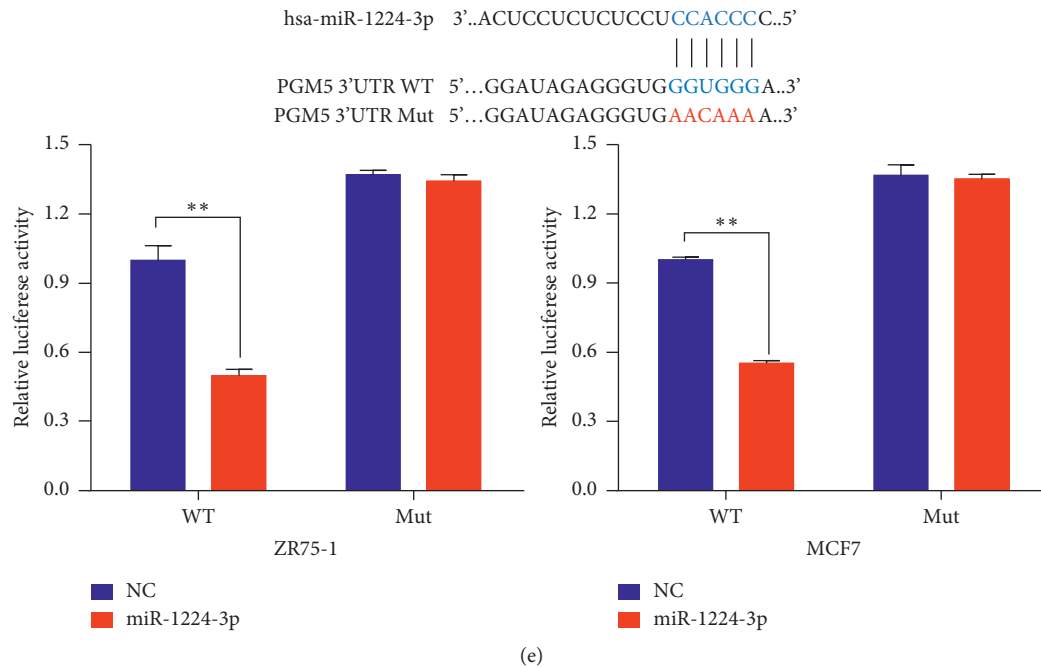 hsa-miR-1224-3p 3’..ACUCCUCUCUCCUCCACCCC..5’
PGM5 3’UTR WT 5’...GGAUAGAGGGUGGGUGGGA..3’
PGM5 3’UTR Mut 5’...GGAUAGAGGGUGAACAAAA..3’
Relative luciferese activity
1.5
1.2
0.9
0.6
0.3
0.0
**
WT
Mut
ZR75-1
NC
miR-1224-3p
Relative luciferese activity
1.5
1.2
0.9
0.6
0.3
0.0
**
WT
Mut
MCF7
NC
miR-1224-3p
(e)